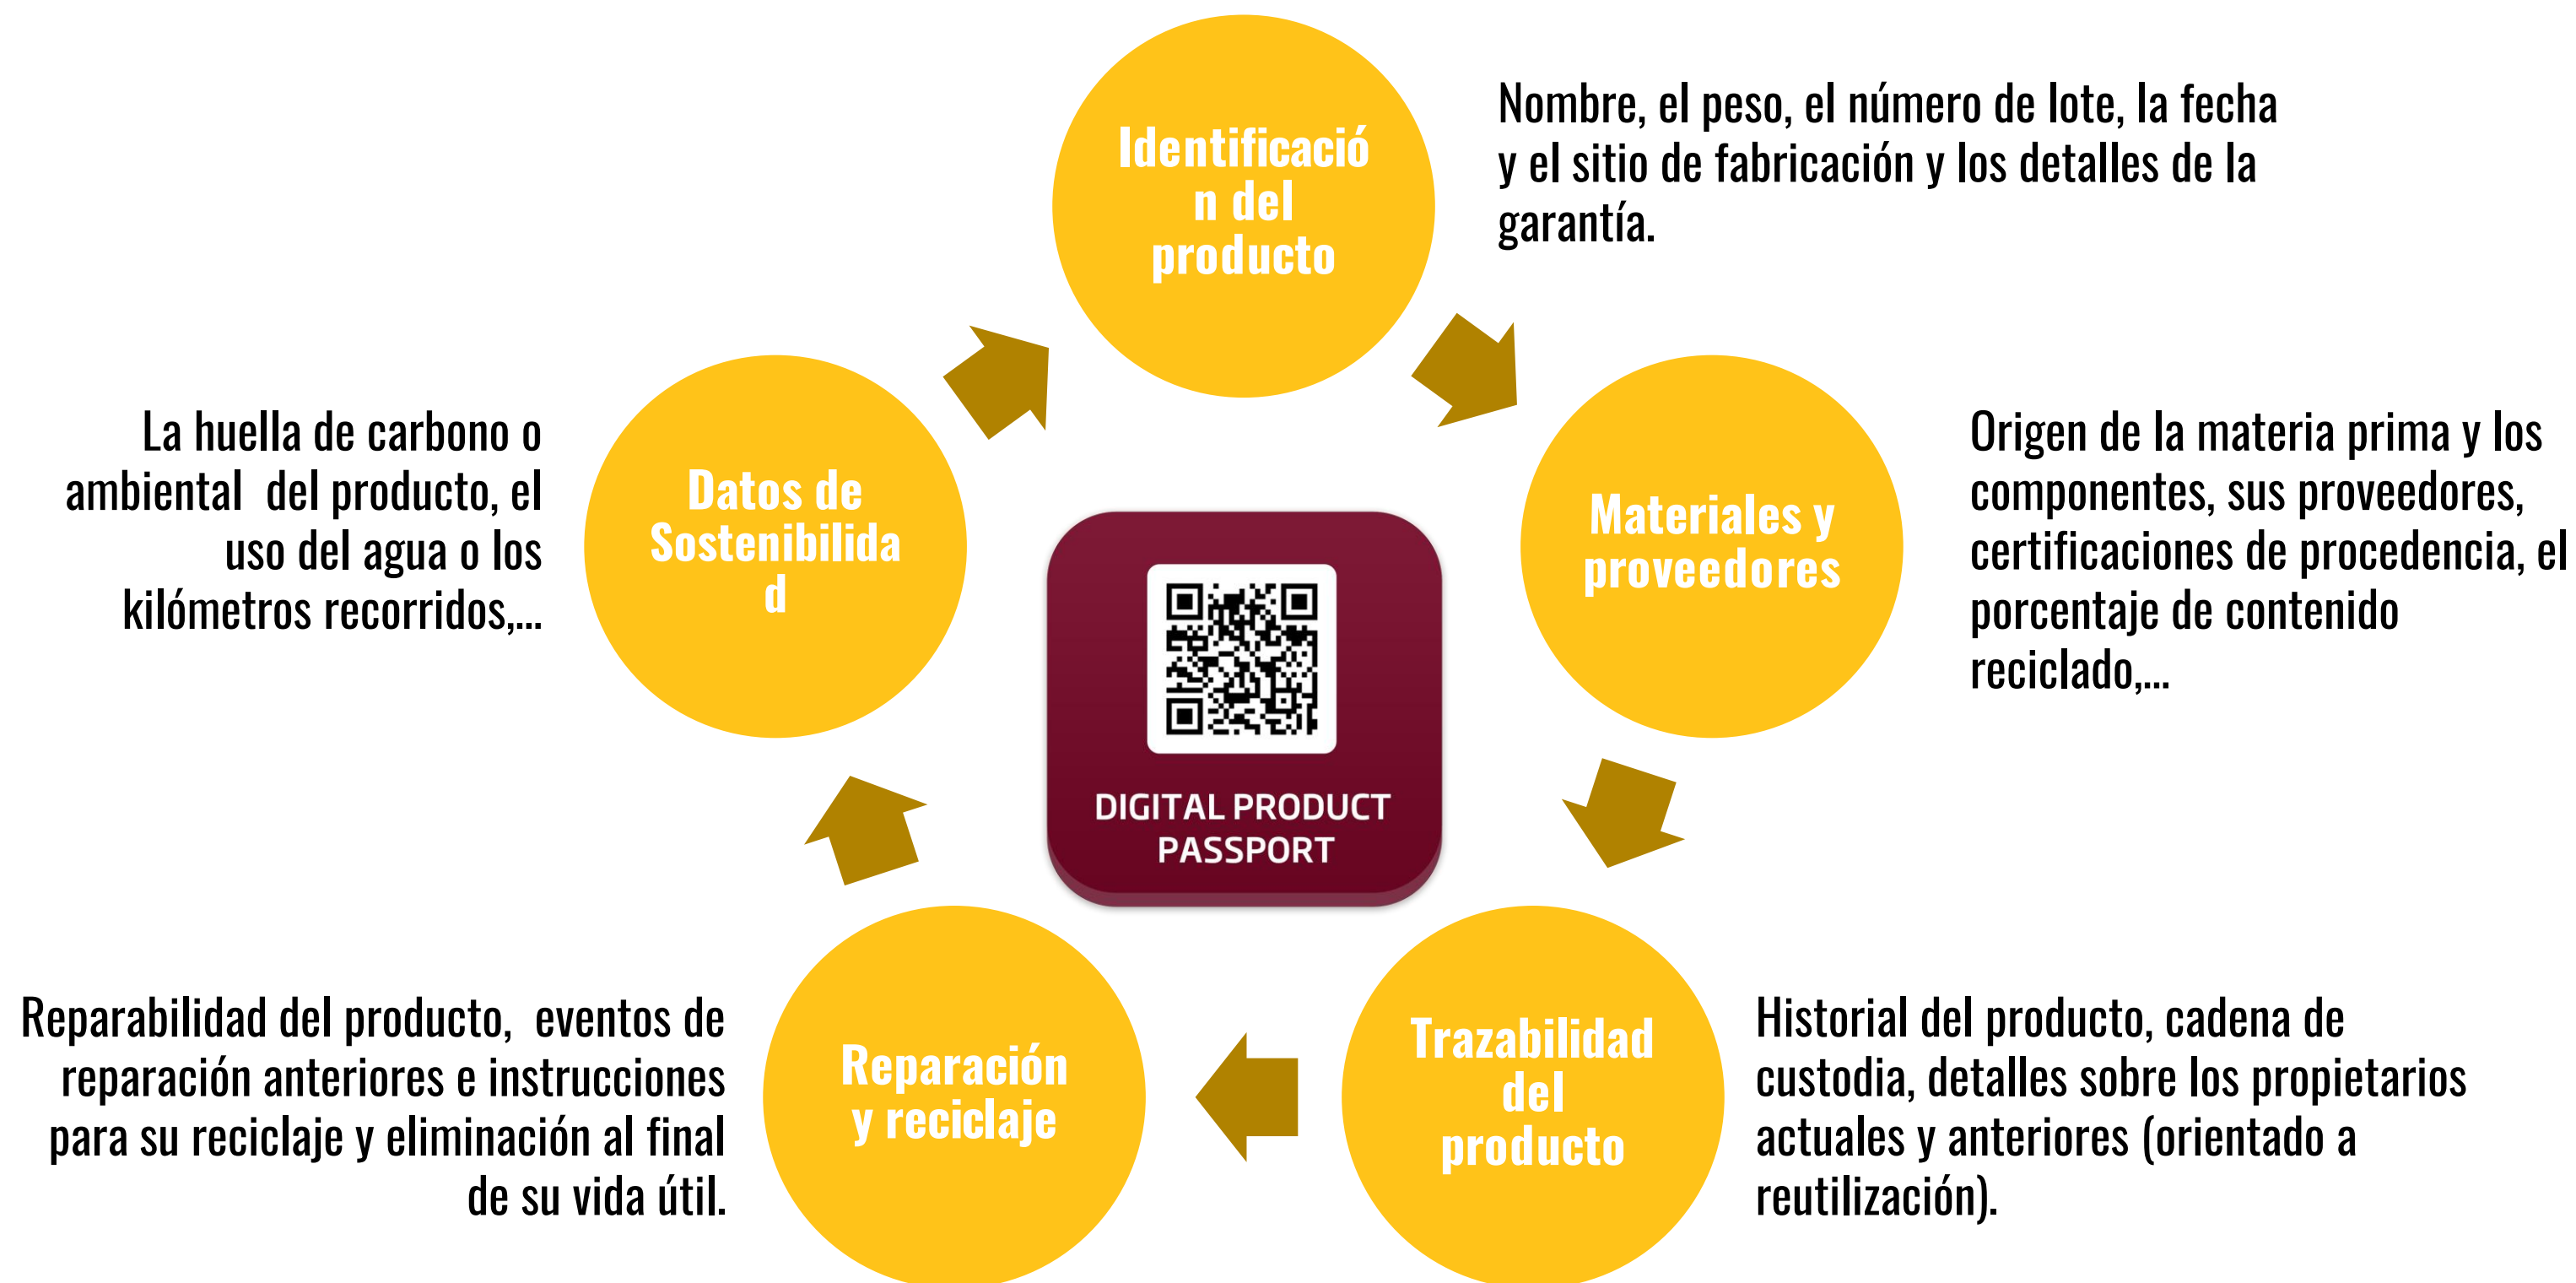 Identificació
n del
producto
Nombre, el peso, el número de lote, la fecha
y el sitio de fabricación y los detalles de la
garantía.
Materiales y
proveedores
Origen de la materia prima y los
componentes, sus proveedores,
certificaciones de procedencia, el
porcentaje de contenido
reciclado,...
Trazabilidad
del
producto
Historial del producto, cadena de
custodia, detalles sobre los propietarios
actuales y anteriores (orientado a
reutilización).
Reparación
y reciclaje
Reparabilidad del producto,  eventos de
reparación anteriores e instrucciones
para su reciclaje y eliminación al final
de su vida útil.
Datos de
Sostenibilida
d
La huella de carbono o
ambiental  del producto, el
uso del agua o los
kilómetros recorridos,...
DIGITAL PRODUCT
PASSPORT